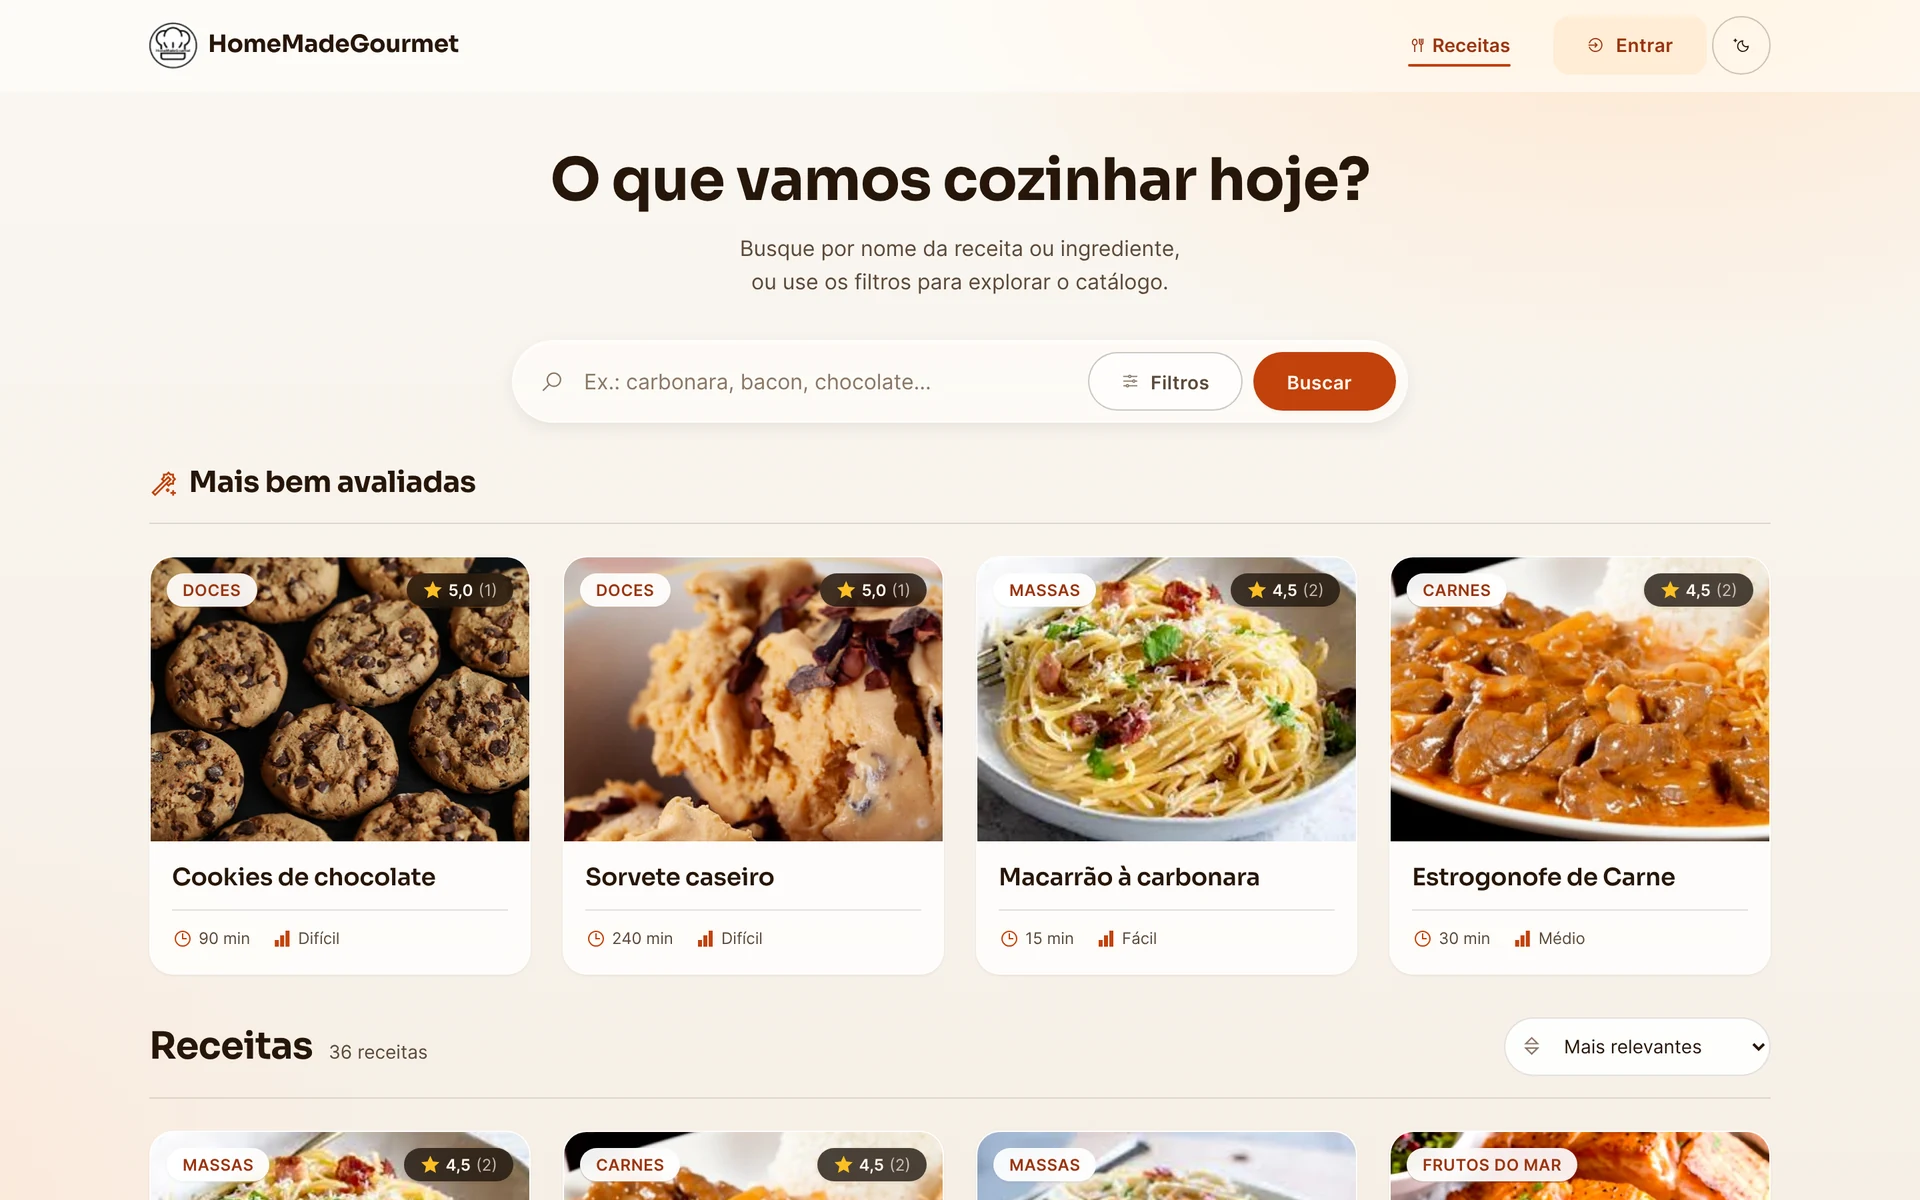 HomeMadeGourmet
Receitas
Entrar
O que vamos cozinhar hoje?
Busque por nome da receita ou ingrediente,
ou use os filtros para explorar o catálogo.
Ex.: carbonara, bacon, chocolate...
Filtros
Buscar
Mais bem avaliadas
DOCES
5,0 (1)
DOCES
5,0 (1)
MASSAS
4,5 (2)
CARNES
4,5 (2)
Cookies de chocolate
Sorvete caseiro
Macarrão à carbonara
Estrogonofe de Carne
90 min
Difícil
240 min
Difícil
15 min
Fácil
30 min
Médio
Receitas
36 receitas
Mais relevantes
MASSAS
4,5 (2)
CARNES
4,5 (2)
MASSAS
FRUTOS DO MAR